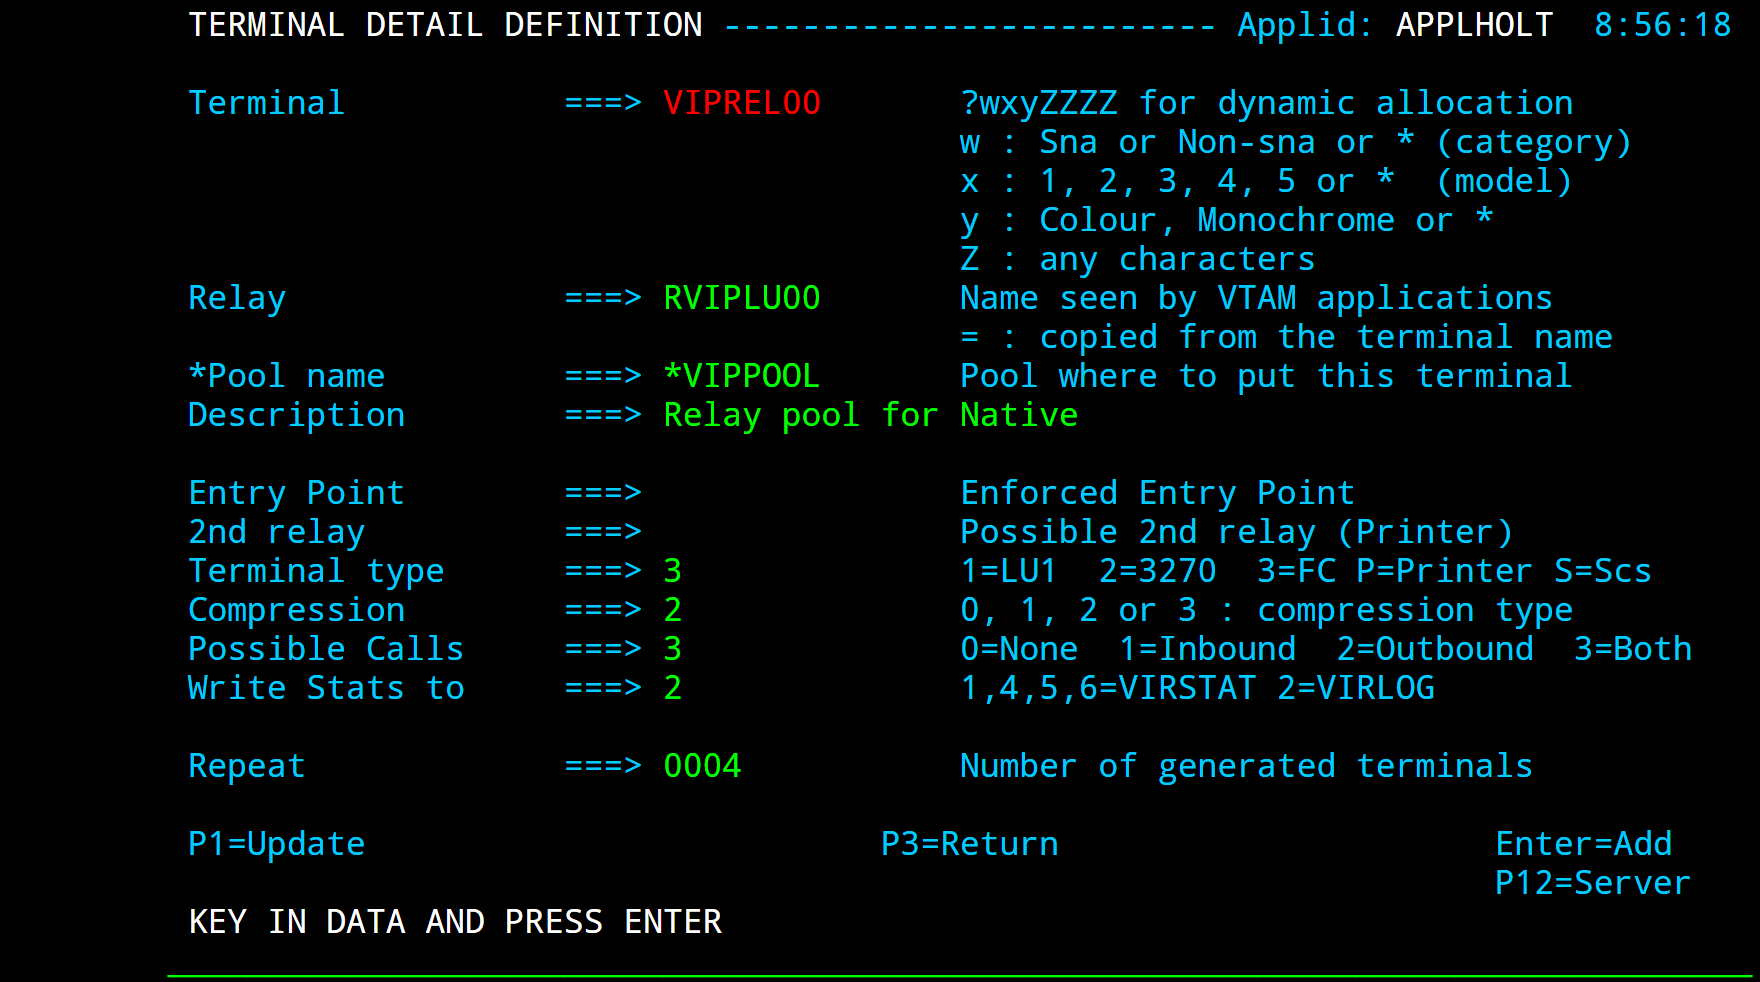 TERMINAL DETAIL DEFINITION ------------------------- Applid: APPLHOLT 8:56:18
Terminal ===> VIPREL00 ?wxyZZZZ for dynamic allocation
w : Sna or Non-sna or * (category)
x : 1, 2, 3, 4, 5 or * (model)
y : Colour, Monochrome or *
Z : any characters
Relay ===> RVIPLU00 Name seen by VTAM applications
= : copied from the terminal name
*Pool name ===> *VIPPOOL Pool where to put this terminal
Description ===> Relay pool for Native
Entry Point ===> Enforced Entry Point
2nd relay ===> Possible 2nd relay (Printer)
Terminal type ===> 3 1=LU1 2=3270 3=FC P=Printer S=Scs
Compression ===> 2 0, 1, 2 or 3 : compression type
Possible Calls ===> 3 0=None 1=Inbound 2=Outbound 3=Both
Write Stats to ===> 2 1,4,5,6=VIRSTAT 2=VIRLOG
Repeat ===> 0004 Number of generated terminals
P1=Update P3=Return Enter=Add
P12=Server
KEY IN DATA AND PRESS ENTER